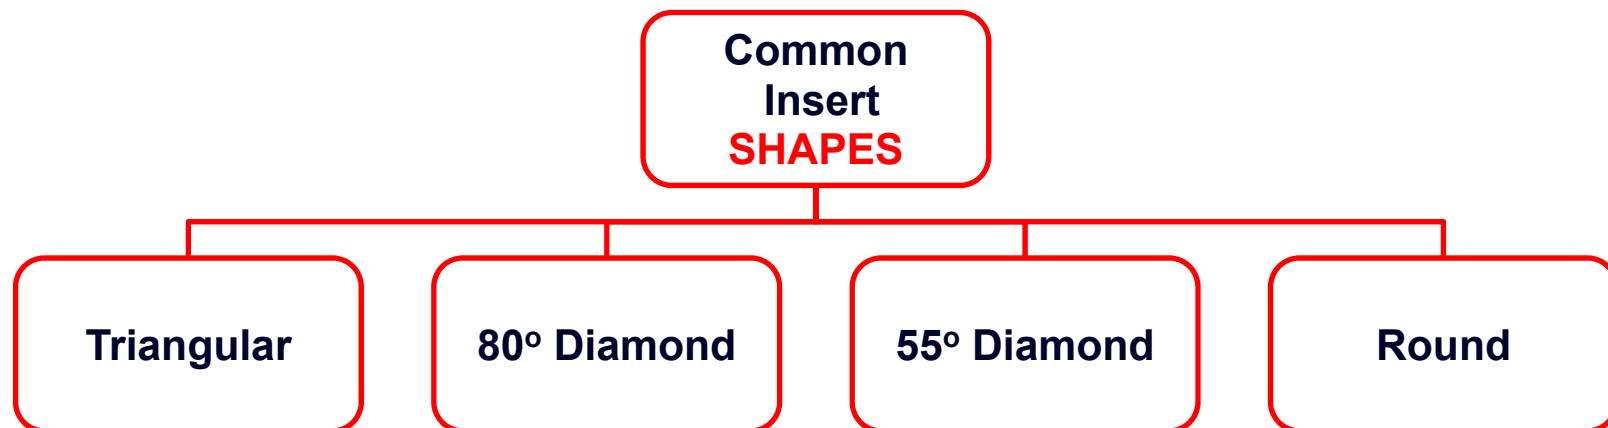 Common
Insert
SHAPES
Triangular
80º Diamond
55º Diamond
Round